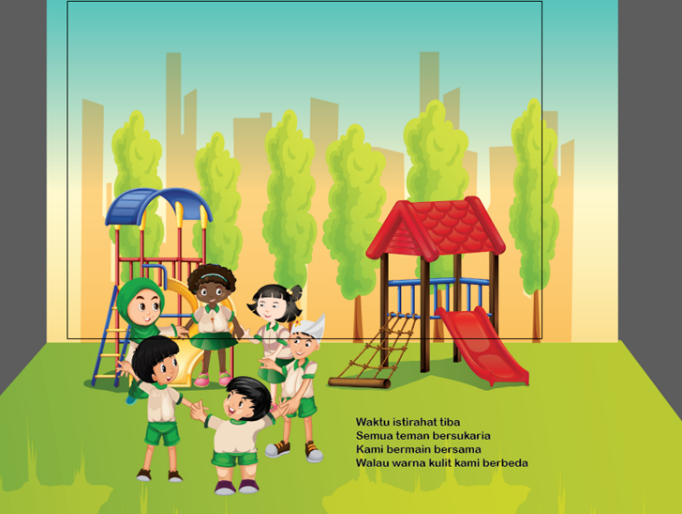 Waktu istirahat tiba
Semua teman bersukaria
Kami bermain bersama
Walau warna kulit kami berbeda